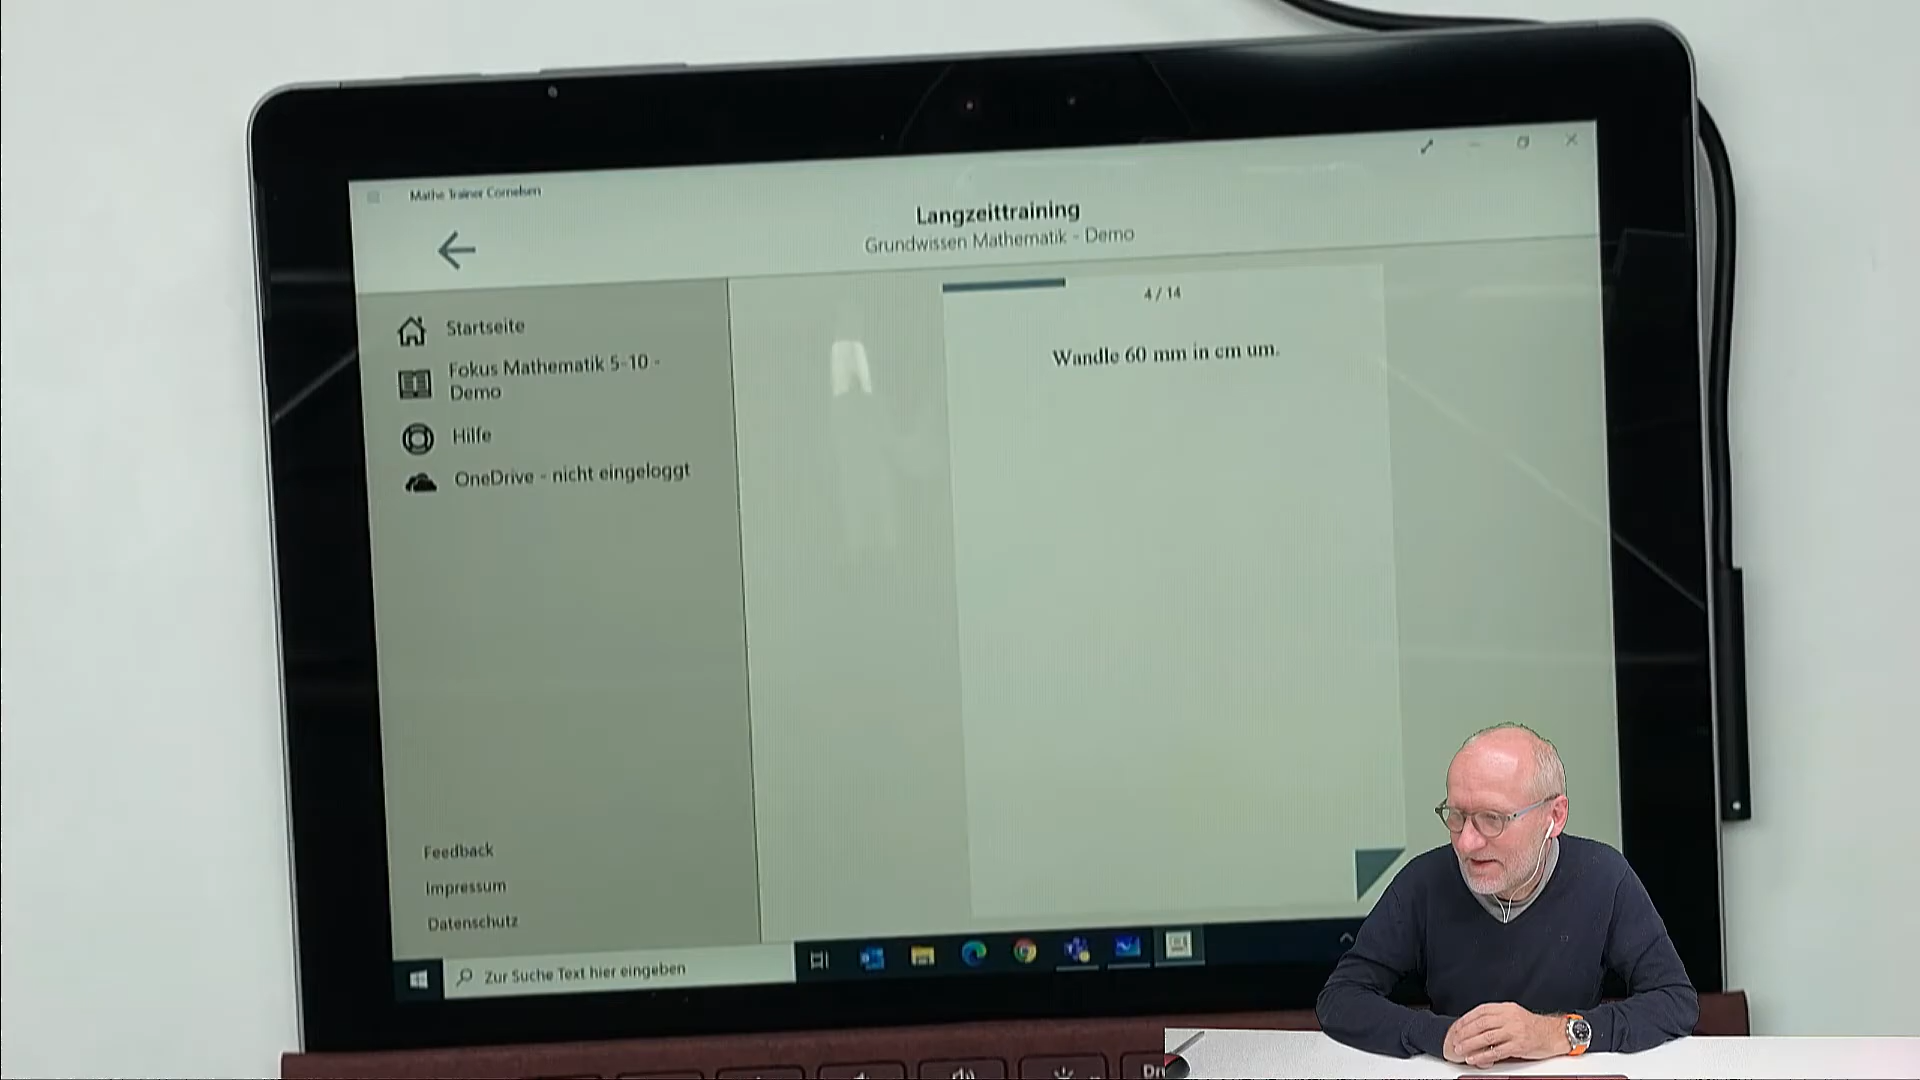 Mathe Trainer Cornelsen
Langzeittraining
Grundwissen Mathematik - Demo
Startseite
Fokus Mathematik 5-10 -
Demo
Hilfe
OneDrive - nicht eingeloggt
4 / 14
Wandle 60 mm in cm um.
Feedback
Impressum
Datenschutz
Zur Suche Text hier eingeben